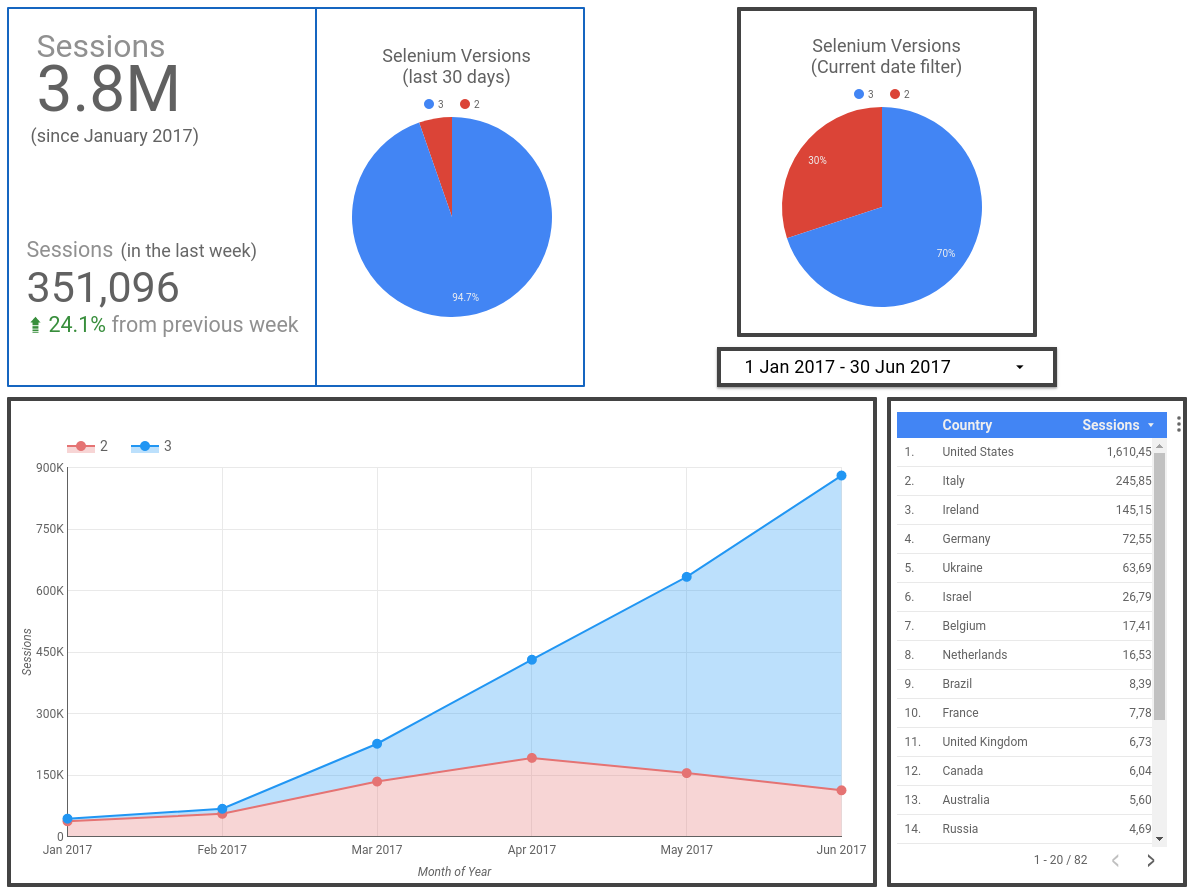 Sessions
3.8M
(since January 2017)
Sessions (in the last week)
351,096
24.1% from previous week
Selenium Versions
(last 30 days)
3 2
94.7%
Selenium Versions
(Current date filter)
3 2
30%
70%
1 Jan 2017 - 30 Jun 2017
2 3
900K
750K
600K
450K
300K
150K
0
Sessions
Jan 2017 Feb 2017 Mar 2017 Apr 2017 May 2017 Jun 2017
Month of Year
Country Sessions
1. United States 1,610,45
2. Italy 245,85
3. Ireland 145,15
4. Germany 72,55
5. Ukraine 63,69
6. Israel 26,79
7. Belgium 17,41
8. Netherlands 16,53
9. Brazil 8,39
10. France 7,78
11. United Kingdom 6,73
12. Canada 6,04
13. Australia 5,60
14. Russia 4,69
1 - 20 / 82